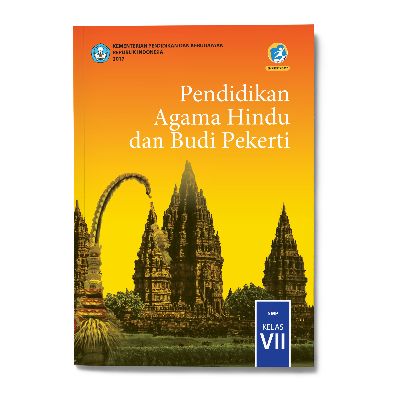 KEMENTERIAN PENDIDIKAN DAN KEBUDAYAAN
REPUBLIK INDONESIA
2017
Pendidikan
Agama Hindu
dan Budi Pekerti
SMP
KELAS
VII